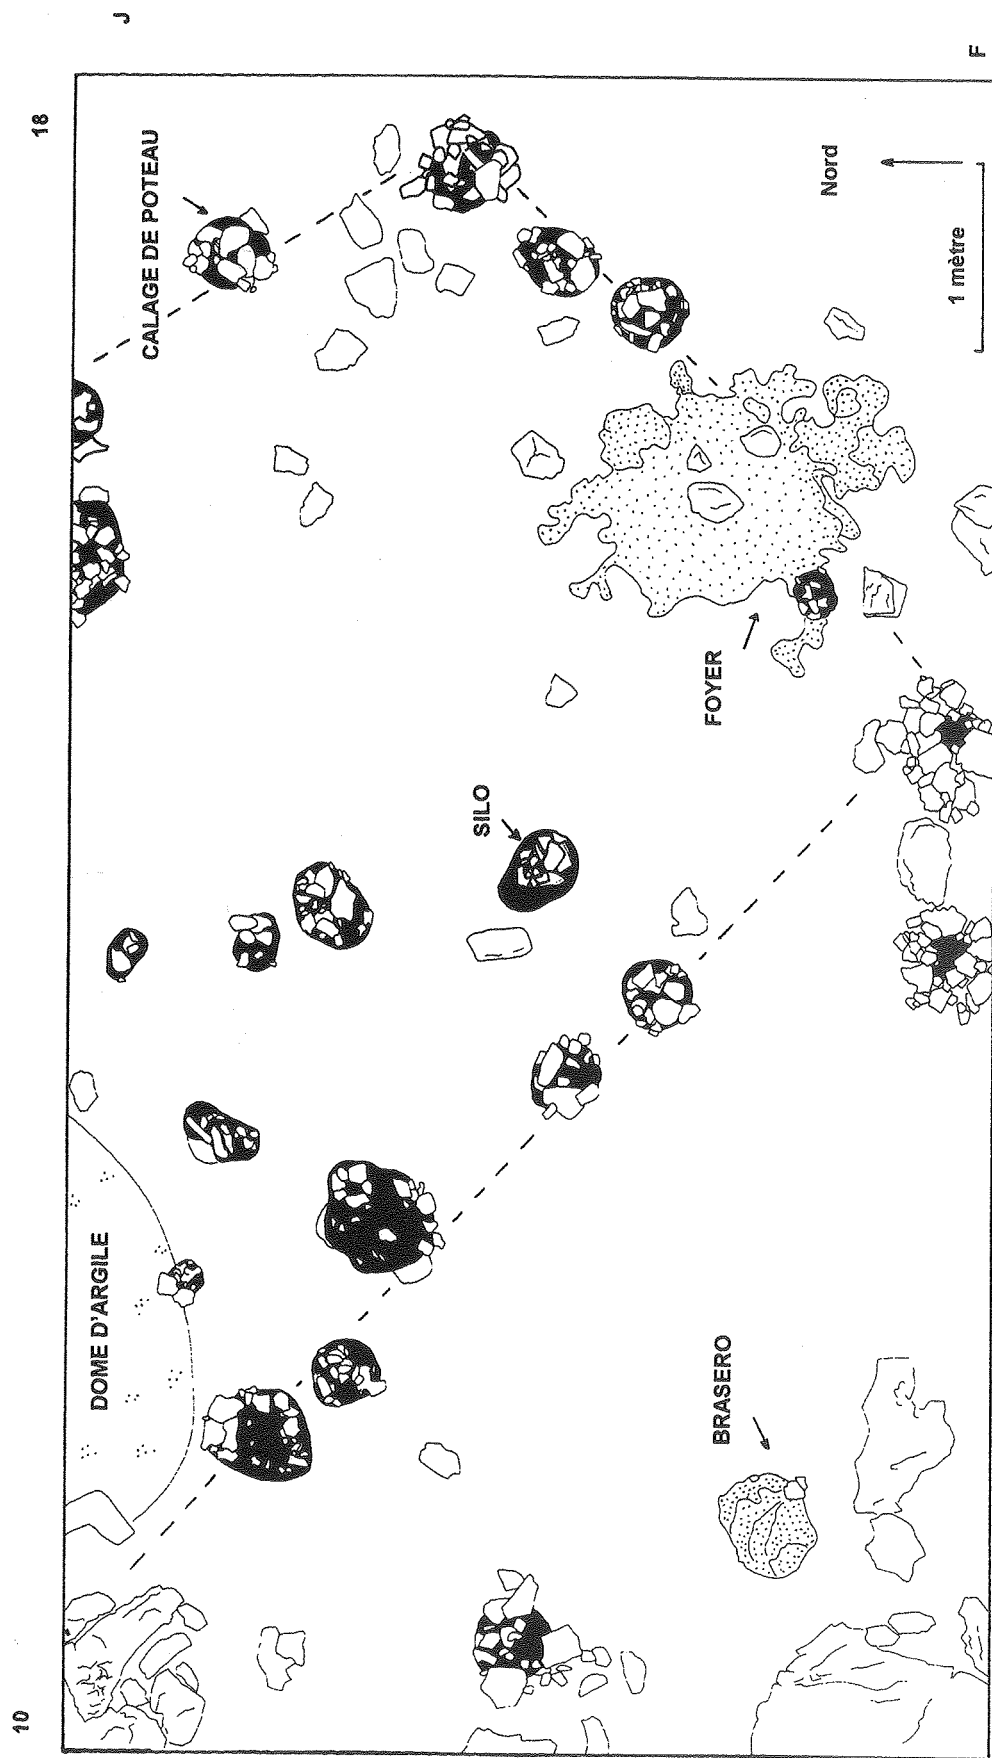 J
18
F
CALAGE DE POTEAU
Nord
1 mètre
FOYER
SILO
DOME D'ARGILE
BRASERO
10